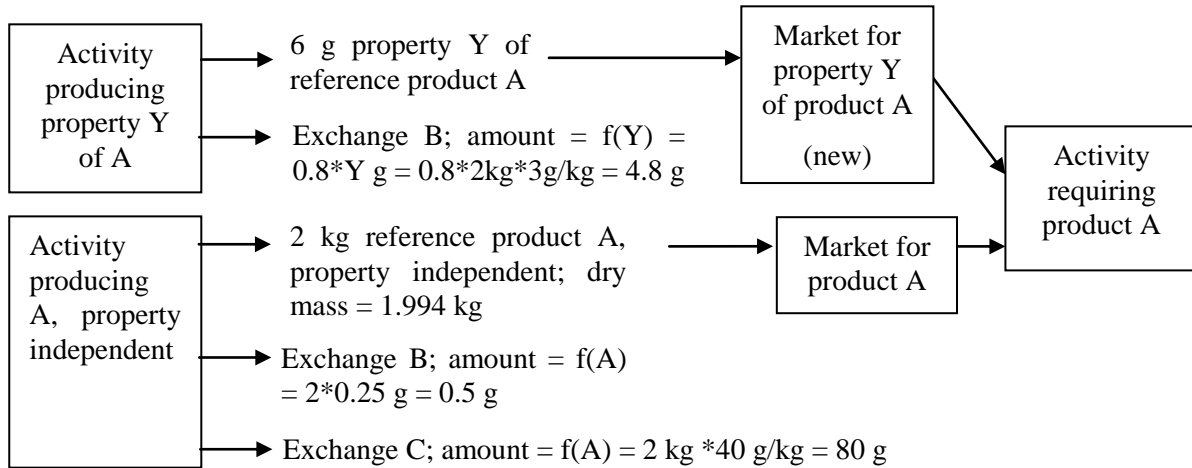 Activity
producing
property Y
of A
6 g property Y of
reference product A
Exchange B; amount = f(Y) =
0.8*Y g = 0.8*2kg*3g/kg = 4.8 g
Market for
property Y
of product A
(new)
Activity
requiring
product A
Activity
producing
A, property
independent
2 kg reference product A,
property independent; dry
mass = 1.994 kg
Market for
product A
Exchange B; amount = f(A)
= 2*0.25 g = 0.5 g
Exchange C; amount = f(A) = 2 kg *40 g/kg = 80 g